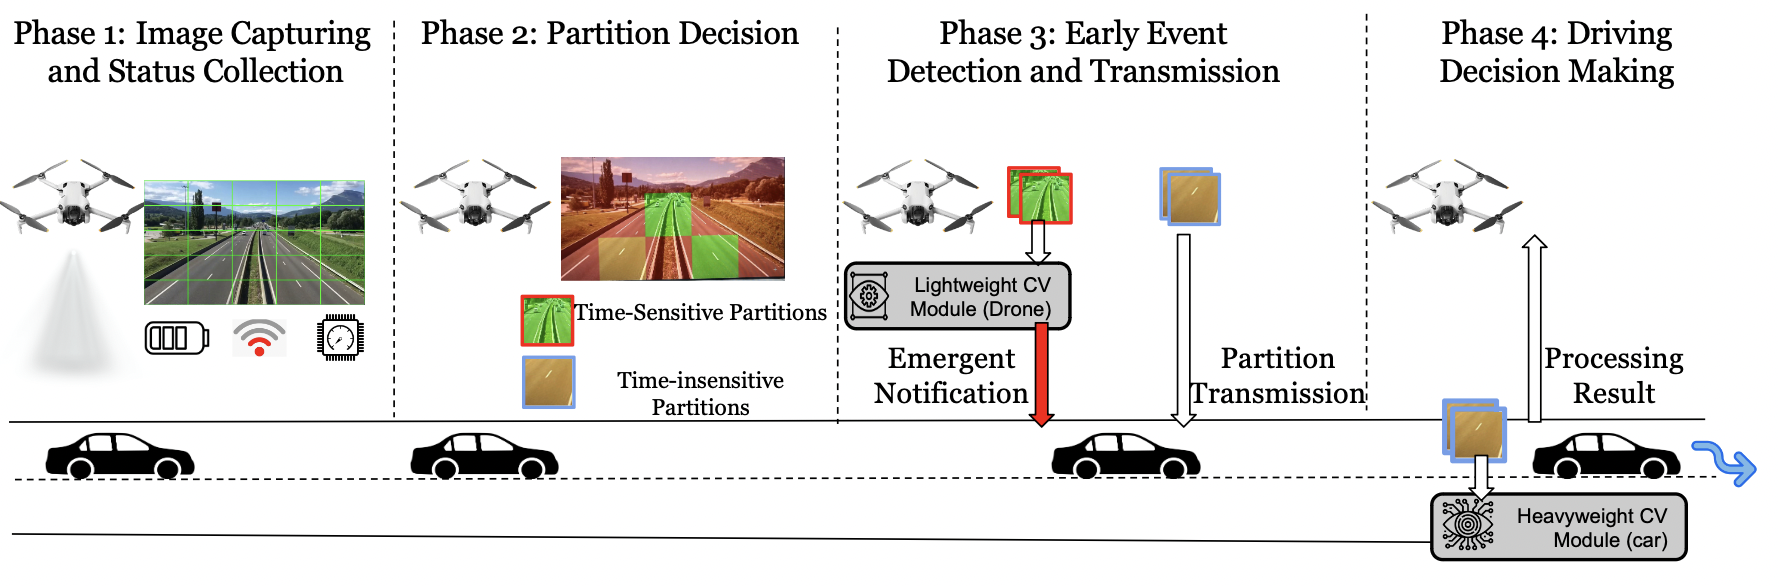 Phase 1: Image Capturing
and Status Collection
Phase 2: Partition Decision
Phase 3: Early Event
Detection and Transmission
Phase 4: Driving
Decision Making
Time-Sensitive Partitions
Time-insensitive
Partitions
Lightweight CV
Module (Drone)
Emergent
Notification
Partition
Transmission
Processing
Result
Heavyweight CV
Module (car)